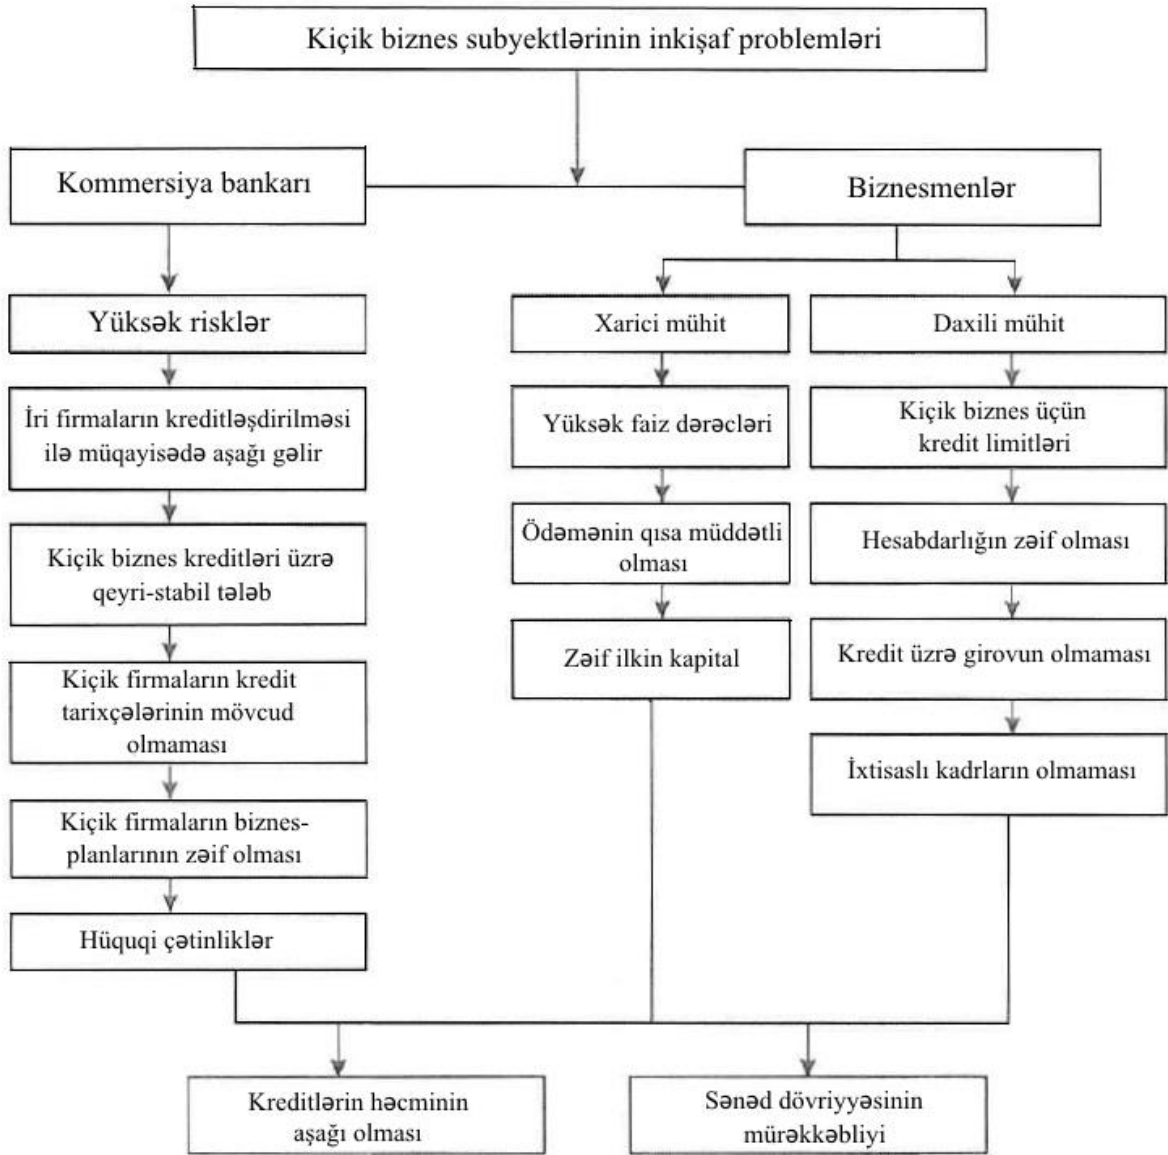 Kiçik biznes subyektlərinin inkişaf problemləri
Kommersiya bankarı
Biznesmenlər
Yüksək risklər
Xarici mühit
Daxili mühit
İri firmaların kreditləşdirilməsi
ilə müqayisədə aşağı gəlir
Yüksək faiz dərəcləri
Kiçik biznes üçün
kredit limitləri
Kiçik biznes kreditləri üzrə
qeyri-stabil tələb
Ödəmənin qısa müddətli
olması
Hesabdarlığın zəif olması
Kiçik firmaların kredit
tarixçələrinin mövcud
olmaması
Zəif ilkin kapital
Kredit üzrə girovun olmaması
İxtisaslı kadrların olmaması
Kiçik firmaların biznes-
planlarının zəif olması
Hüquqi çətinliklər
Kreditlərin həcminin
aşağı olması
Sənəd dövriyyəsinin
mürəkkəbliyi